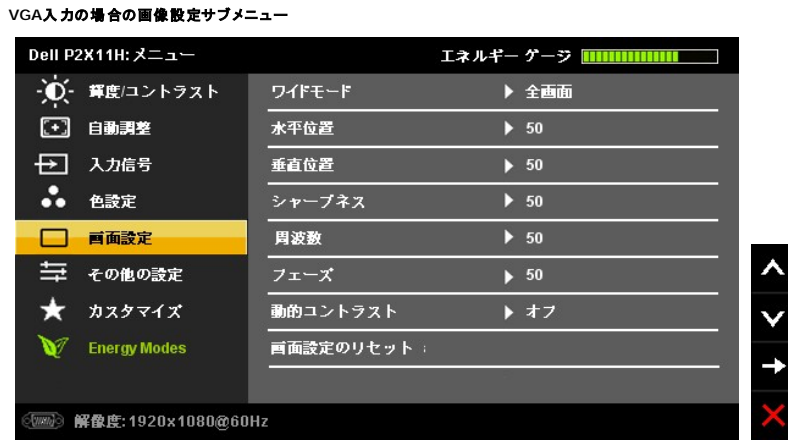 VGA入力の場合の画像設定サブメニュー
Dell P2X11H: メニュー エネルギー ゲージ
輝度/コントラスト ワイドモード 全画面
自動調整 水平位置 50
入力信号 垂直位置 50
色設定 シャープネス 50
画面設定 周波数 50
その他の設定 フェーズ 50
カスタマイズ 動的コントラスト オフ
Energy Modes 画面設定のリセット :
解像度: 1920x1080@60Hz